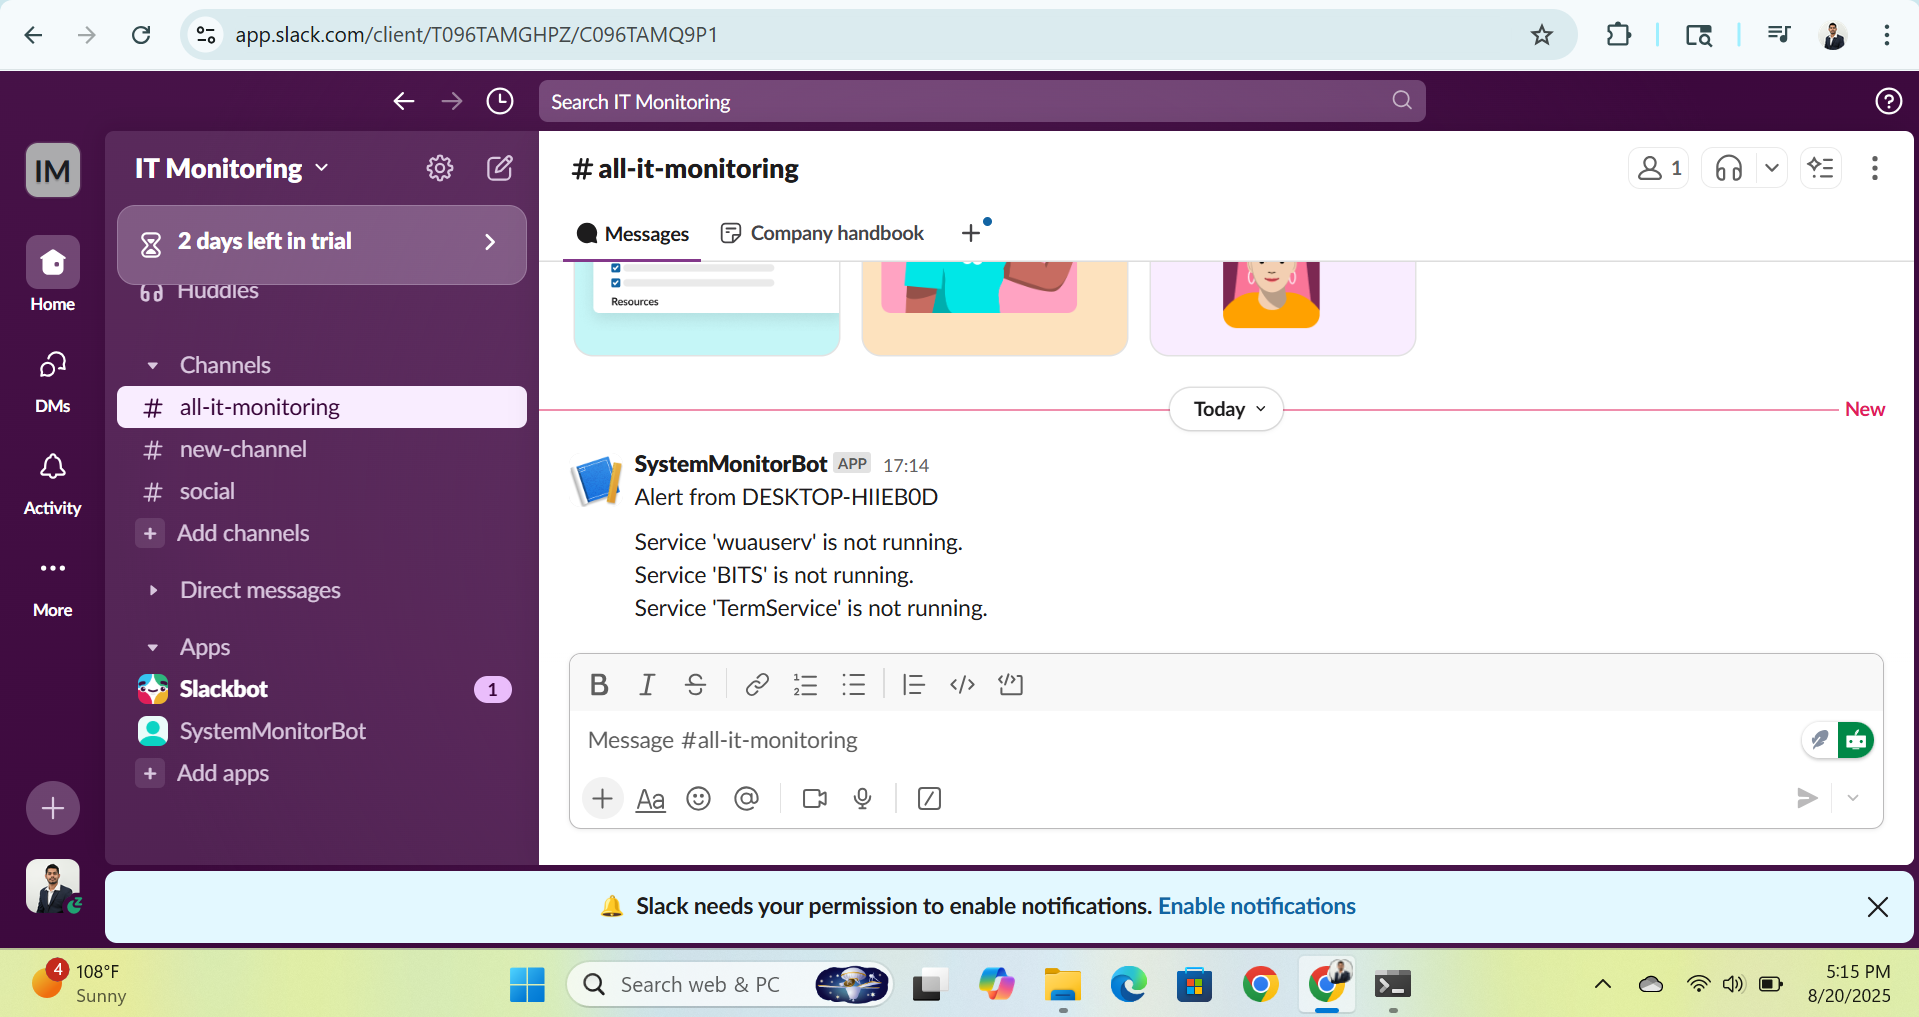 app.slack.com/client/T096TAMGHPZ/C096TAMQ9P1
Search IT Monitoring
IM
IT Monitoring
2 days left in trial
Huddles
Home
DMs
Activity
More
Channels
all-it-monitoring
new-channel
social
Add channels
Direct messages
Apps
Slackbot
1
SystemMonitorBot
Add apps
# all-it-monitoring
1
Messages
Company handbook
Resources
Today
New
SystemMonitorBot APP 17:14
Alert from DESKTOP-HIIEB0D
Service 'wuauserv' is not running.
Service 'BITS' is not running.
Service 'TermService' is not running.
Message #all-it-monitoring
Aa
Slack needs your permission to enable notifications. Enable notifications
4
108°F
Sunny
Search web & PC
5:15 PM
8/20/2025